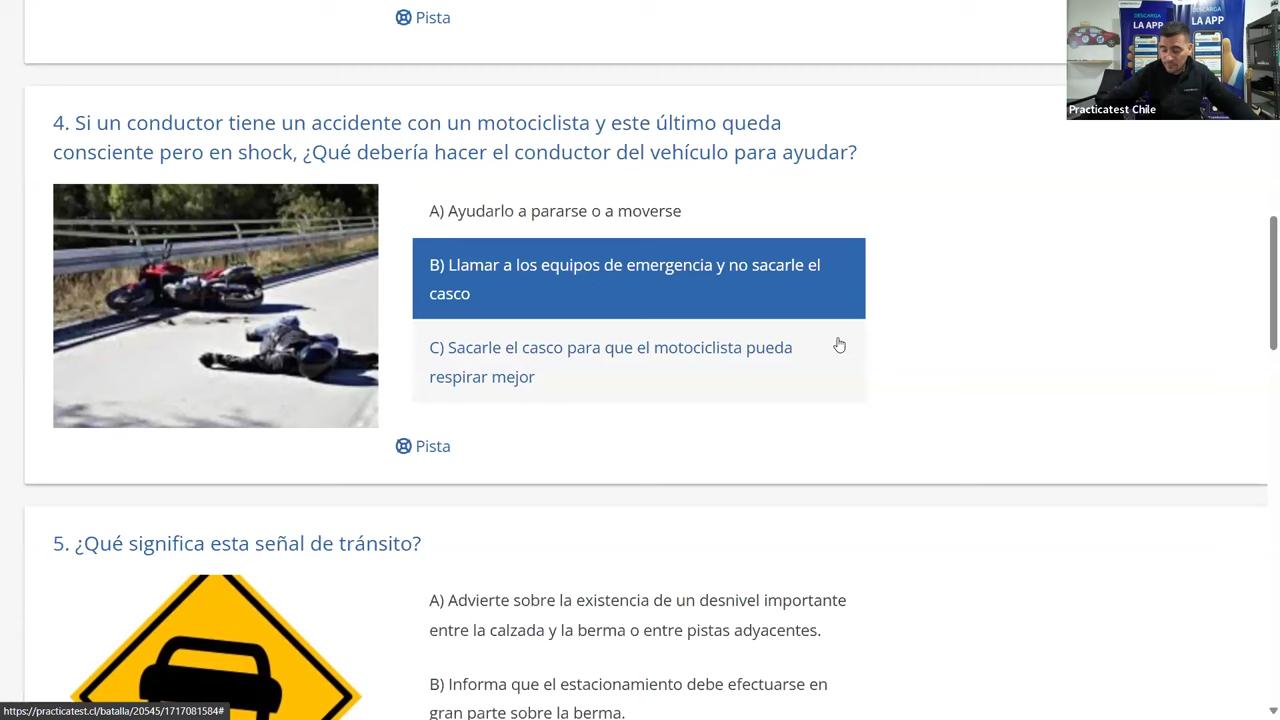 Pista
DESCARGA
LA APP
DESCARGA
LA APP
Practicatest Chile
4. Si un conductor tiene un accidente con un motociclista y este último queda
consciente pero en shock, ¿Qué debería hacer el conductor del vehículo para ayudar?
A) Ayudarlo a pararse o a moverse
B) Llamar a los equipos de emergencia y no sacarle el
casco
C) Sacarle el casco para que el motociclista pueda
respirar mejor
Pista
5. ¿Qué significa esta señal de tránsito?
A) Advierte sobre la existencia de un desnivel importante
entre la calzada y la berma o entre pistas adyacentes.
B) Informa que el estacionamiento debe efectuarse en
gran parte sobre la berma.
https://practicatest.cl/batalla/20545/1717081584#